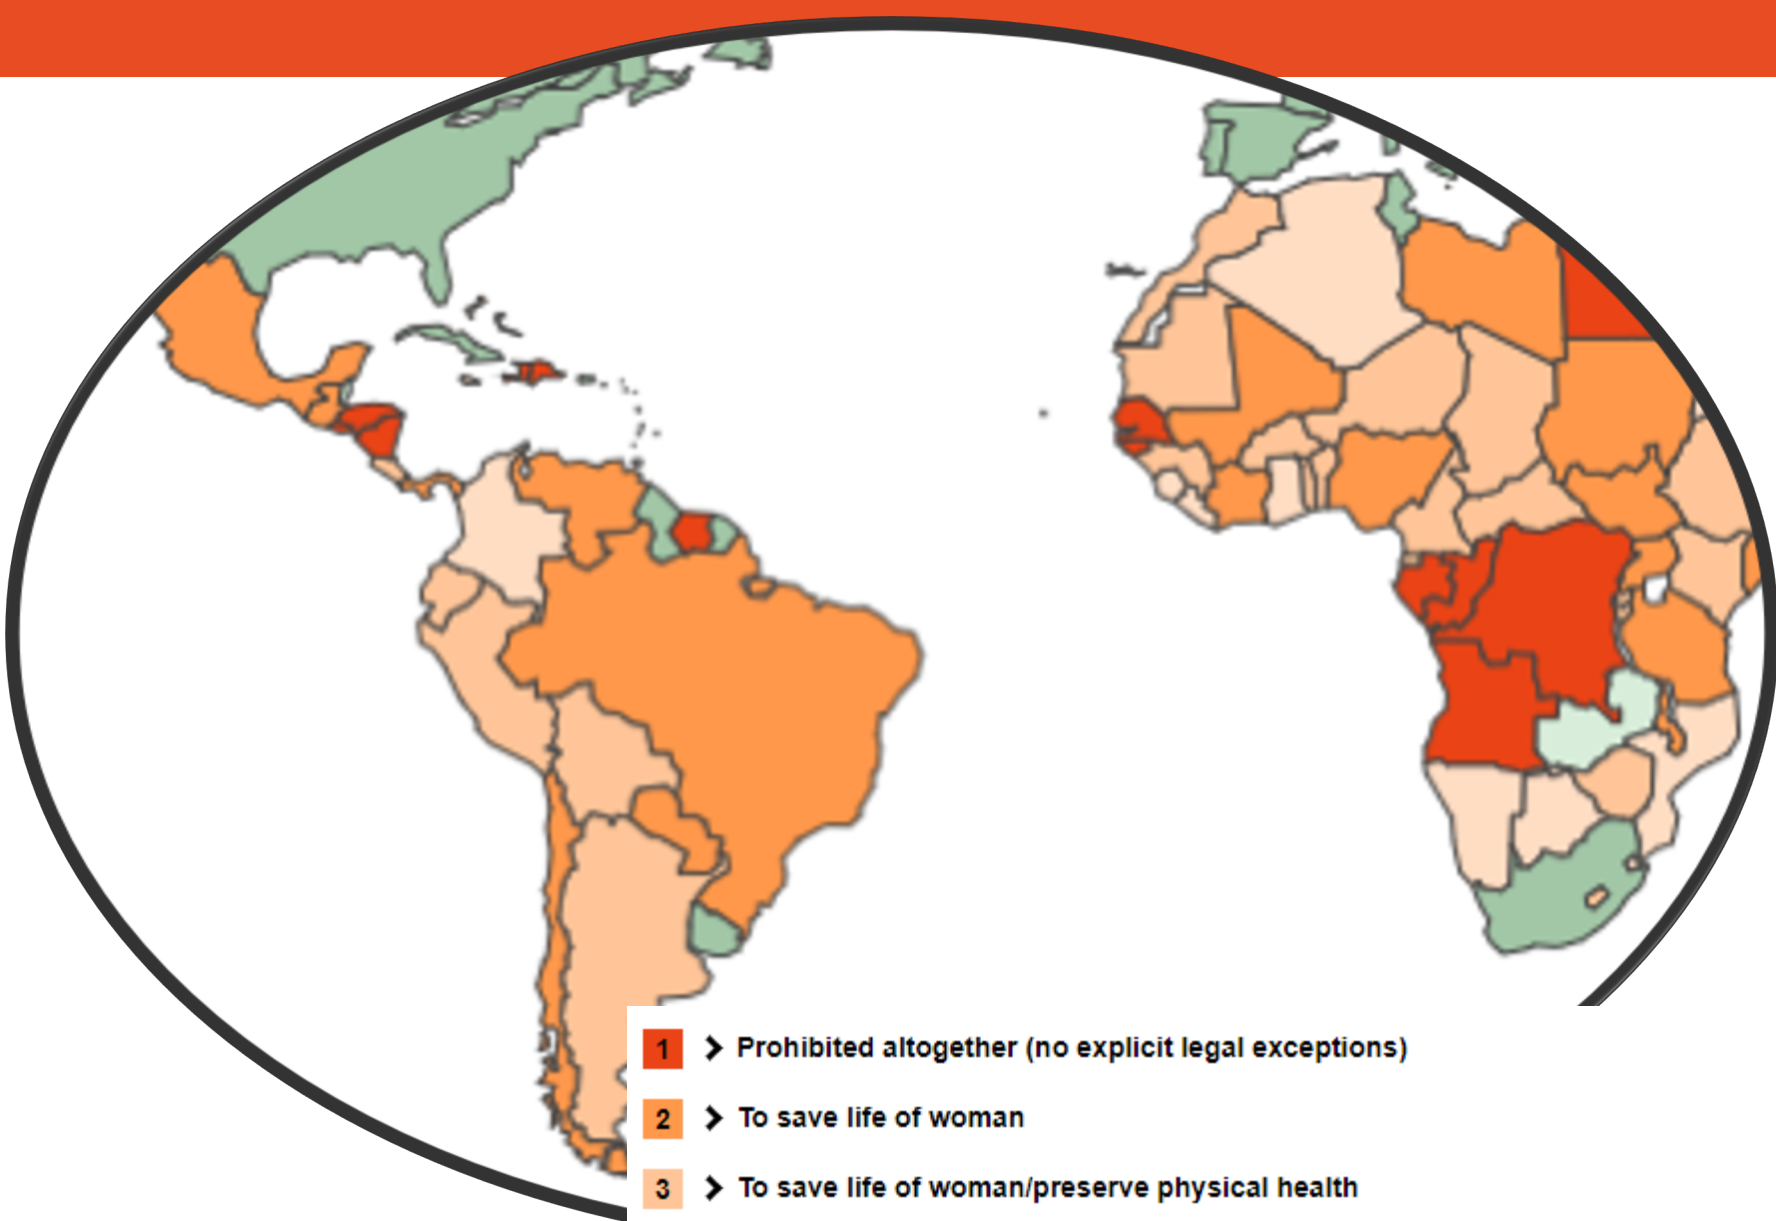 1 Prohibited altogether (no explicit legal exceptions)
2 To save life of woman
3 To save life of woman/preserve physical health